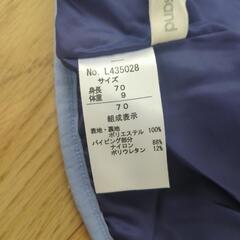 and
No. L435028
サイズ
身長 70
体重 9
70
組成表示
表地・裏地
ポリエステル 100%
パイピング部分
ナイロン 88%
ポリウレタン 12%